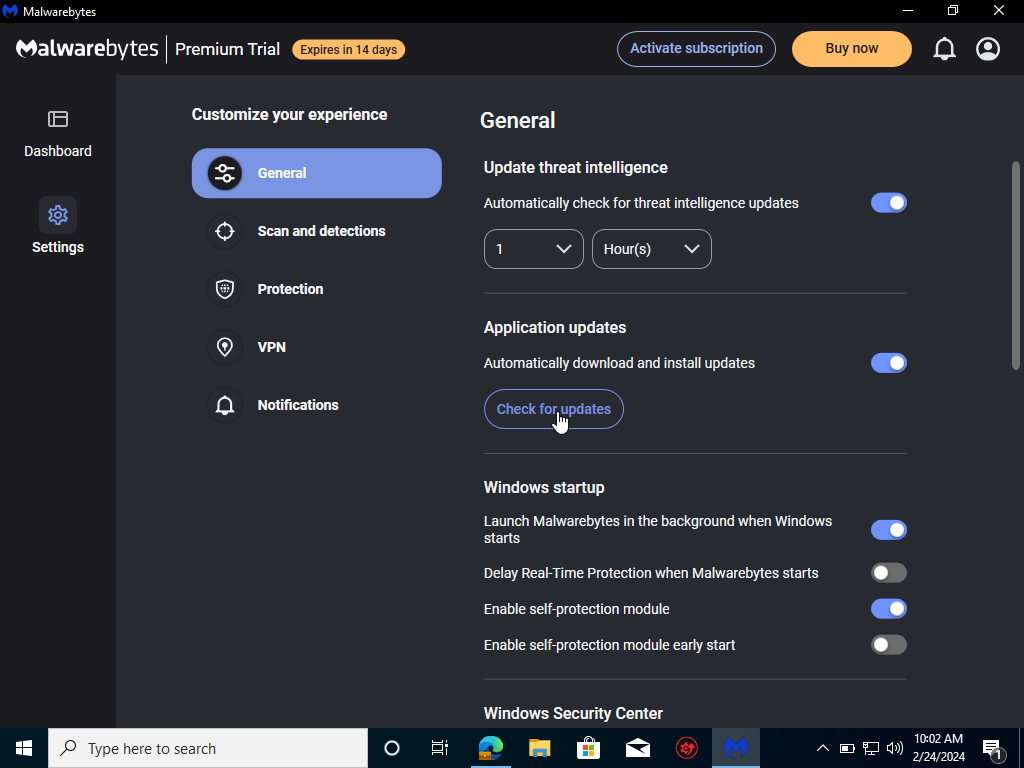 Malwarebytes
Malwarebytes Premium Trial Expires in 14 days Activate subscription Buy now
Dashboard
Settings
Customize your experience
General
Scan and detections
Protection
VPN
Notifications
General
Update threat intelligence
Automatically check for threat intelligence updates
1 Hour(s)
Application updates
Automatically download and install updates
Check for updates
Windows startup
Launch Malwarebytes in the background when Windows
starts
Delay Real-Time Protection when Malwarebytes starts
Enable self-protection module
Enable self-protection module early start
Windows Security Center
Type here to search
10:02 AM
2/24/2024
1